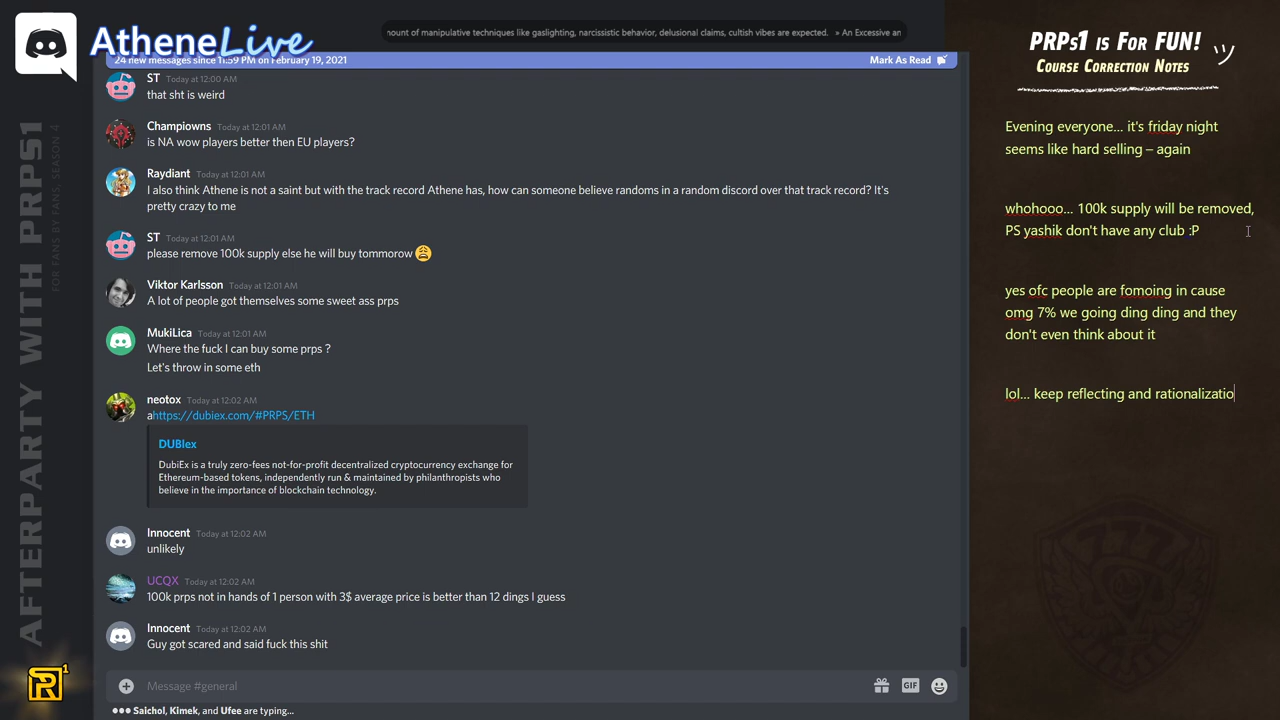 AtheneLive
nount of manipulative techniques like gaslighting, narcissistic behavior, delusional claims, cultish vibes are expected.   » An Excessive an
24 new messages since 11:59 PM on February 19, 2021
Mark As Read
ST Today at 12:00 AM
that sht is weird
Champiowns Today at 12:01 AM
is NA wow players better then EU players?
Raydiant Today at 12:01 AM
I also think Athene is not a saint but with the track record Athene has, how can someone believe randoms in a random discord over that track record? It's
pretty crazy to me
ST Today at 12:01 AM
please remove 100k supply else he will buy tommorow 😩
Viktor Karlsson Today at 12:01 AM
A lot of people got themselves some sweet ass prps
MukiLica Today at 12:01 AM
Where the fuck I can buy some prps ?
Let's throw in some eth
neotox Today at 12:02 AM
ahttps://dubiex.com/#PRPS/ETH
DUBIex
DubiEx is a truly zero-fees not-for-profit decentralized cryptocurrency exchange for
Ethereum-based tokens, independently run & maintained by philanthropists who
believe in the importance of blockchain technology.
Innocent Today at 12:02 AM
unlikely
UCQX Today at 12:02 AM
100k prps not in hands of 1 person with 3$ average price is better than 12 dings I guess
Innocent Today at 12:02 AM
Guy got scared and said fuck this shit
Message #general
GIF
Saichol, Kimek, and Ufee are typing...
AFTERPARTY WITH PRPS1
FOR FANS BY FANS, SEASON 4
R1
PRPs1 is For FUN!
Course Correction Notes
ツ
Evening everyone... it's friday night
seems like hard selling – again
whohooo... 100k supply will be removed,
PS yashik don't have any club :P
yes ofc people are fomoing in cause
omg 7% we going ding ding and they
don't even think about it
lol... keep reflecting and rationalizatio
777